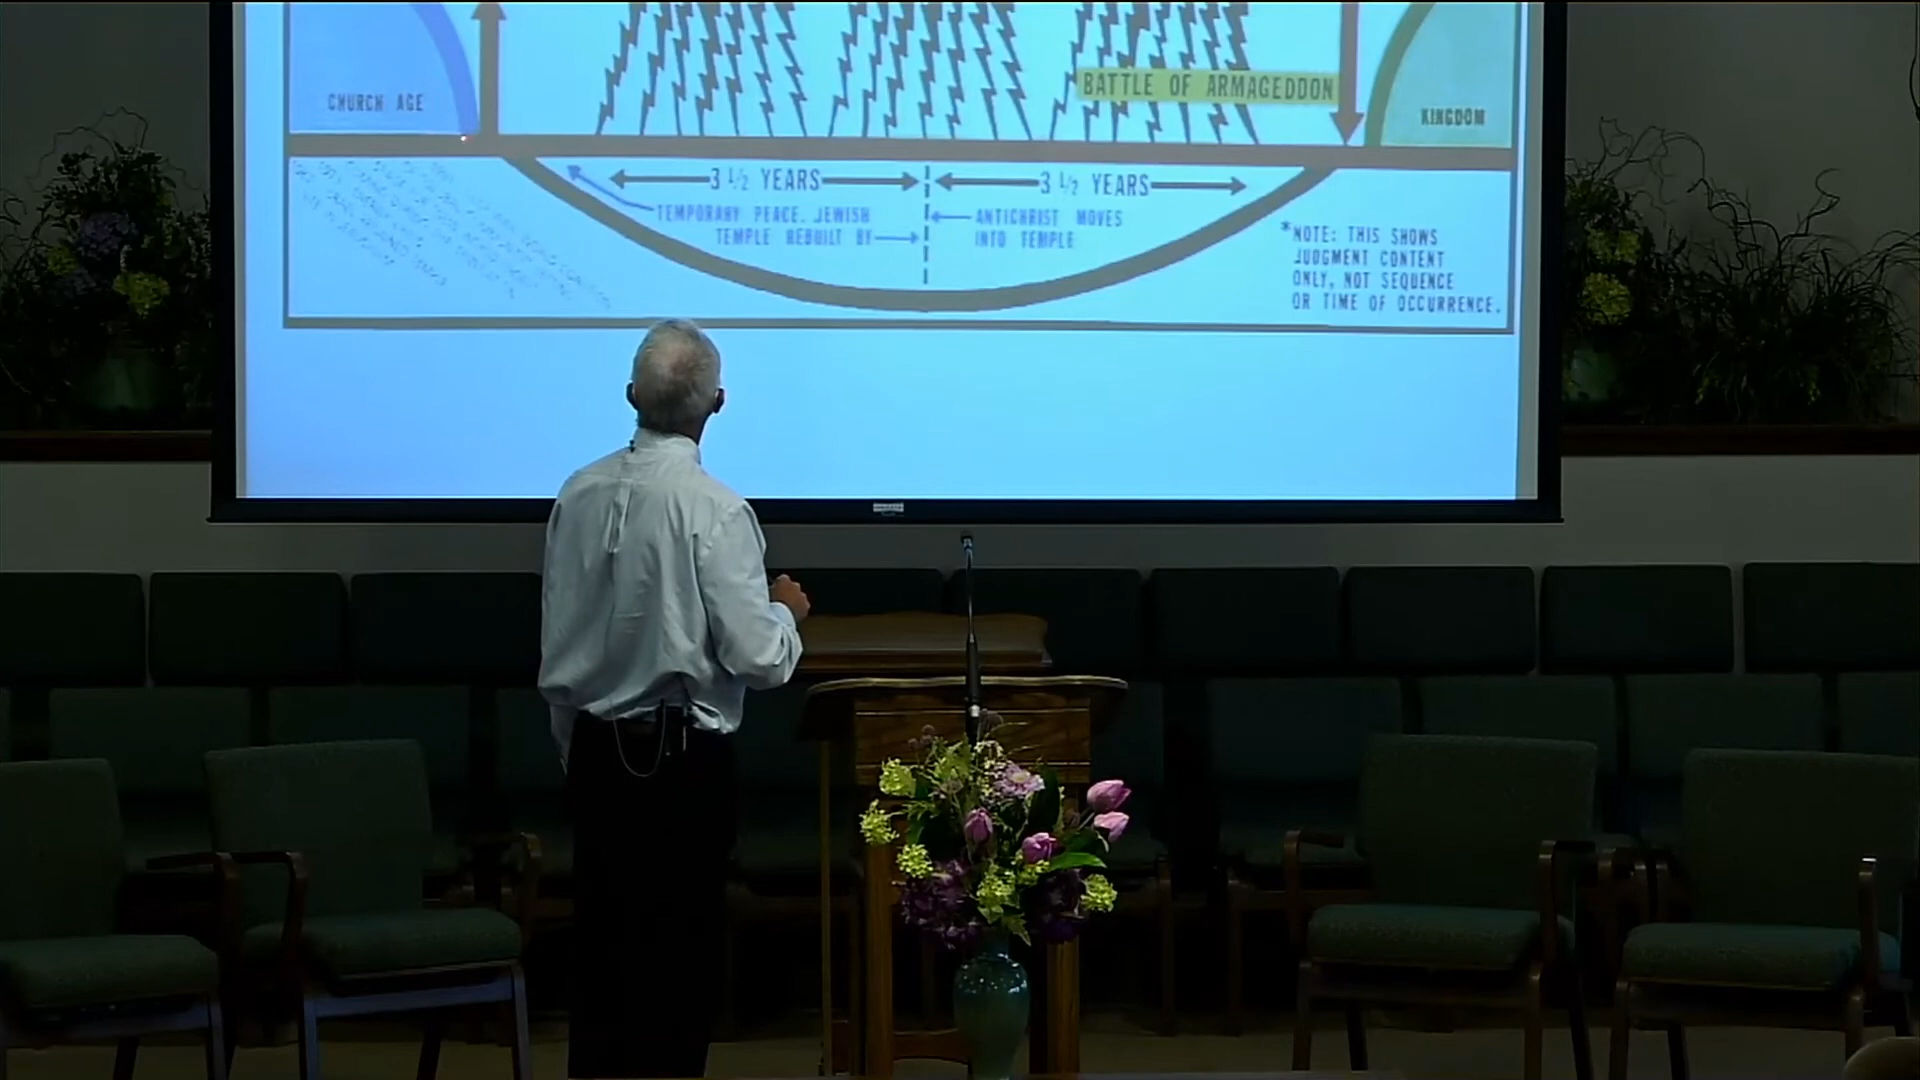 CHURCH AGE
BATTLE OF ARMAGEDDON
KINGDOM
3 1/2 YEARS
3 1/2 YEARS
TEMPORARY PEACE. JEWISH
TEMPLE REBUILT BY
ANTICHRIST MOVES
INTO TEMPLE
*NOTE: THIS SHOWS
JUDGMENT CONTENT
ONLY, NOT SEQUENCE
OR TIME OF OCCURRENCE.